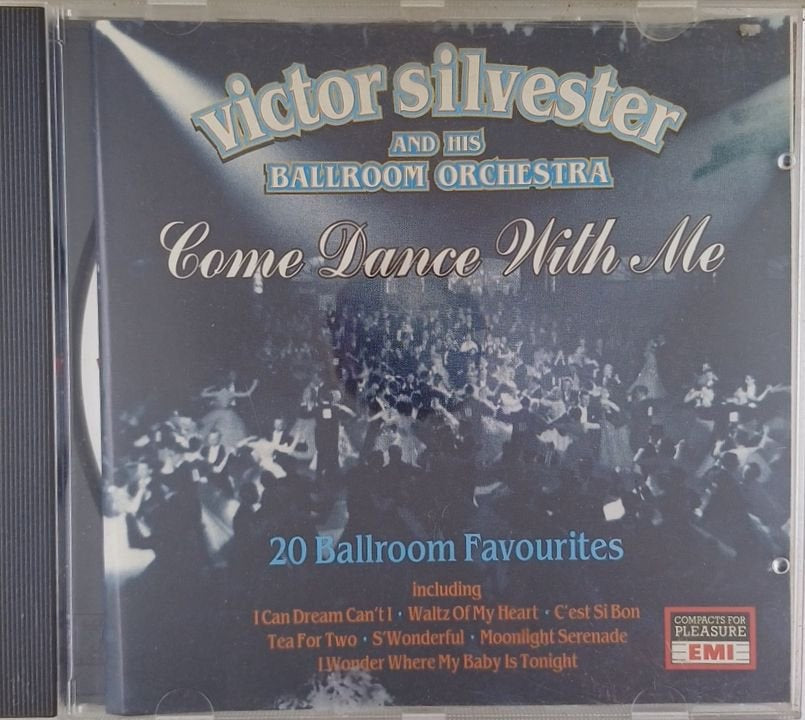 victor silvester
AND HIS
BALLROOM ORCHESTRA
Come Dance With Me
20 Ballroom Favourites
including
I Can Dream Can't I • Waltz Of My Heart • C'est Si Bon
Tea For Two • S'Wonderful • Moonlight Serenade
I Wonder Where My Baby Is Tonight
COMPACTS FOR
PLEASURE
EMI